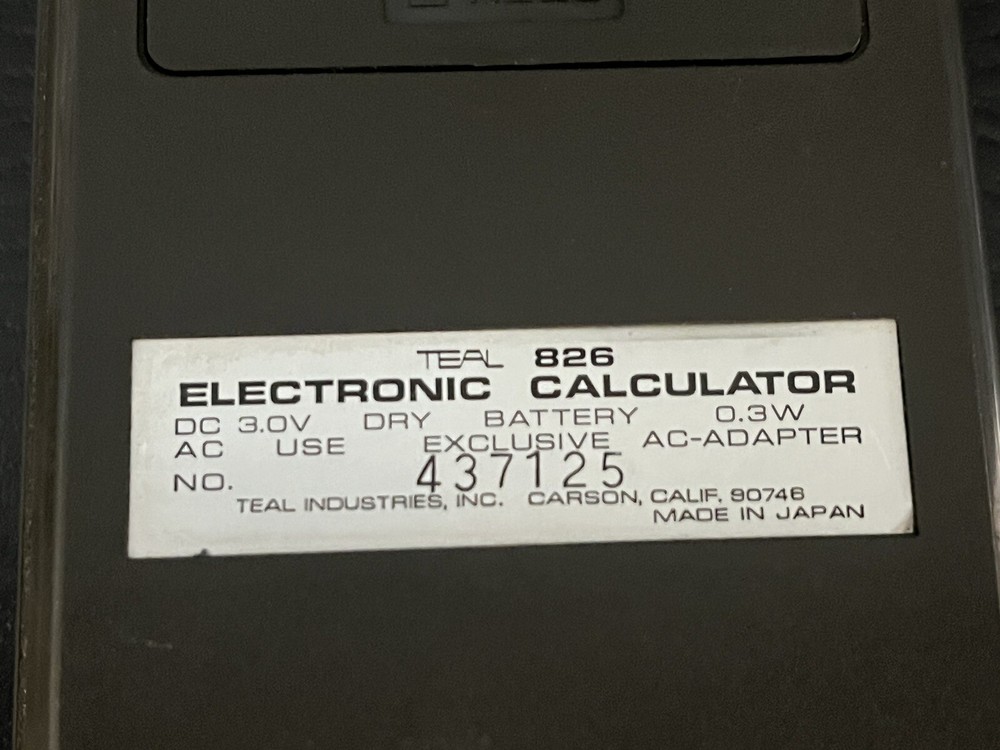 TEAL 826
ELECTRONIC CALCULATOR
DC 3.0V DRY BATTERY 0.3W
AC USE EXCLUSIVE AC-ADAPTER
NO. 437125
TEAL INDUSTRIES, INC. CARSON, CALIF. 90746
MADE IN JAPAN